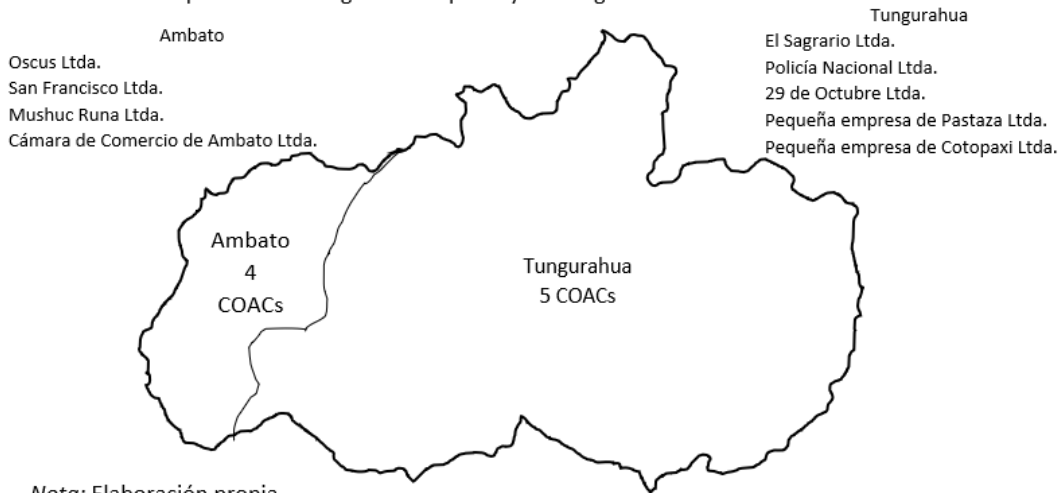 Ambato
Oscus Ltda.
San Francisco Ltda.
Mushuc Runa Ltda.
Cámara de Comercio de Ambato Ltda.
Tungurahua
El Sagrario Ltda.
Policía Nacional Ltda.
29 de Octubre Ltda.
Pequeña empresa de Pastaza Ltda.
Pequeña empresa de Cotopaxi Ltda.
Ambato
4
COACs
Tungurahua
5 COACs
Nota: Elaboración propia